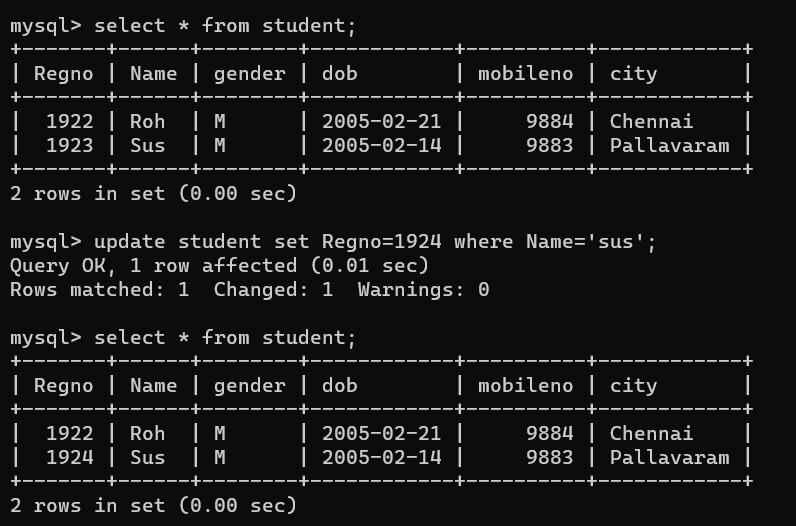 mysql> select * from student;
+-------+------+--------+------------+----------+------------+
| Regno | Name | gender | dob        | mobileno | city       |
+-------+------+--------+------------+----------+------------+
|  1922 | Roh  | M      | 2005-02-21 |     9884 | Chennai    |
|  1923 | Sus  | M      | 2005-02-14 |     9883 | Pallavaram |
+-------+------+--------+------------+----------+------------+
2 rows in set (0.00 sec)

mysql> update student set Regno=1924 where Name='sus';
Query OK, 1 row affected (0.01 sec)
Rows matched: 1  Changed: 1  Warnings: 0

mysql> select * from student;
+-------+------+--------+------------+----------+------------+
| Regno | Name | gender | dob        | mobileno | city       |
+-------+------+--------+------------+----------+------------+
|  1922 | Roh  | M      | 2005-02-21 |     9884 | Chennai    |
|  1924 | Sus  | M      | 2005-02-14 |     9883 | Pallavaram |
+-------+------+--------+------------+----------+------------+
2 rows in set (0.00 sec)